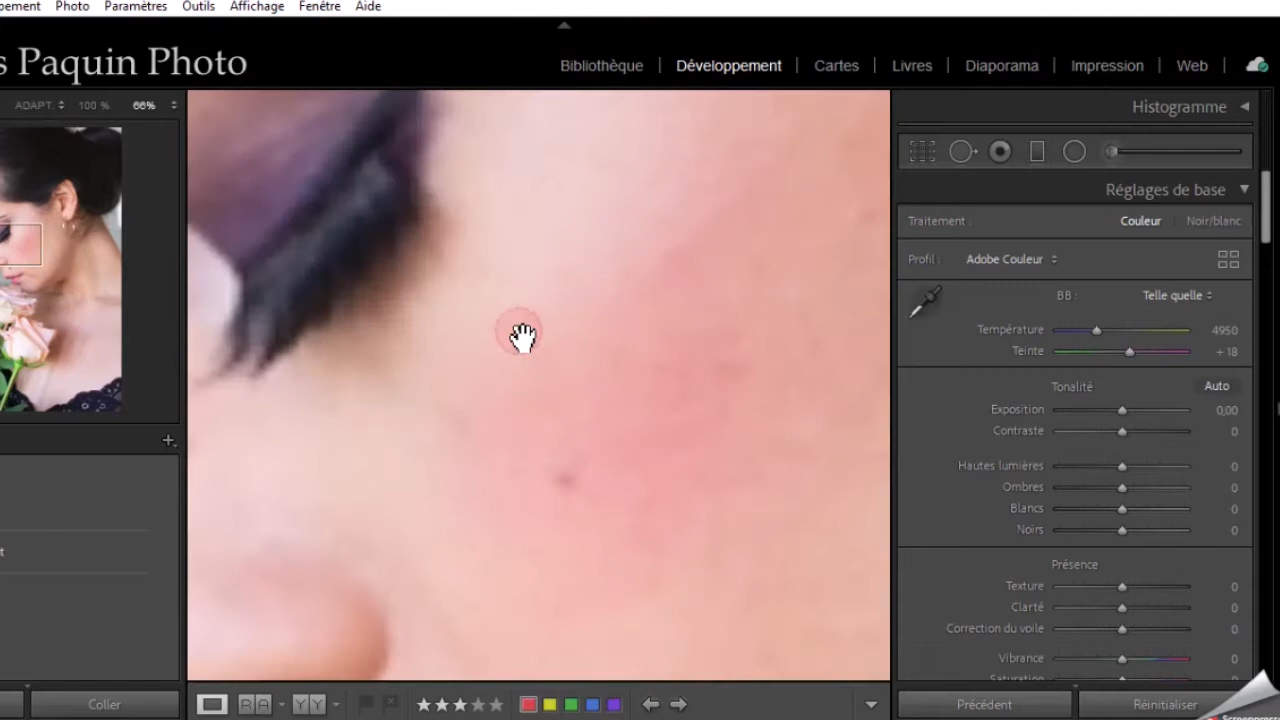 pement Photo Paramètres Outils Affichage Fenêtre Aide
s Paquin Photo
Bibliothèque | Développement | Cartes | Livres | Diaporama | Impression | Web |
ADAPT. 100 % 66%
Histogramme
Réglages de base
Traitement : Couleur Noir/blanc
Profil : Adobe Couleur
BB : Telle quelle
Température 4950
Teinte + 18
Tonalité Auto
Exposition 0,00
Contraste 0
Hautes lumières 0
Ombres 0
Blancs 0
Noirs 0
Présence
Texture 0
Clarté 0
Correction du voile 0
Vibrance 0
Saturation
t
Coller
R A Y Y
Précédent Réinitialiser